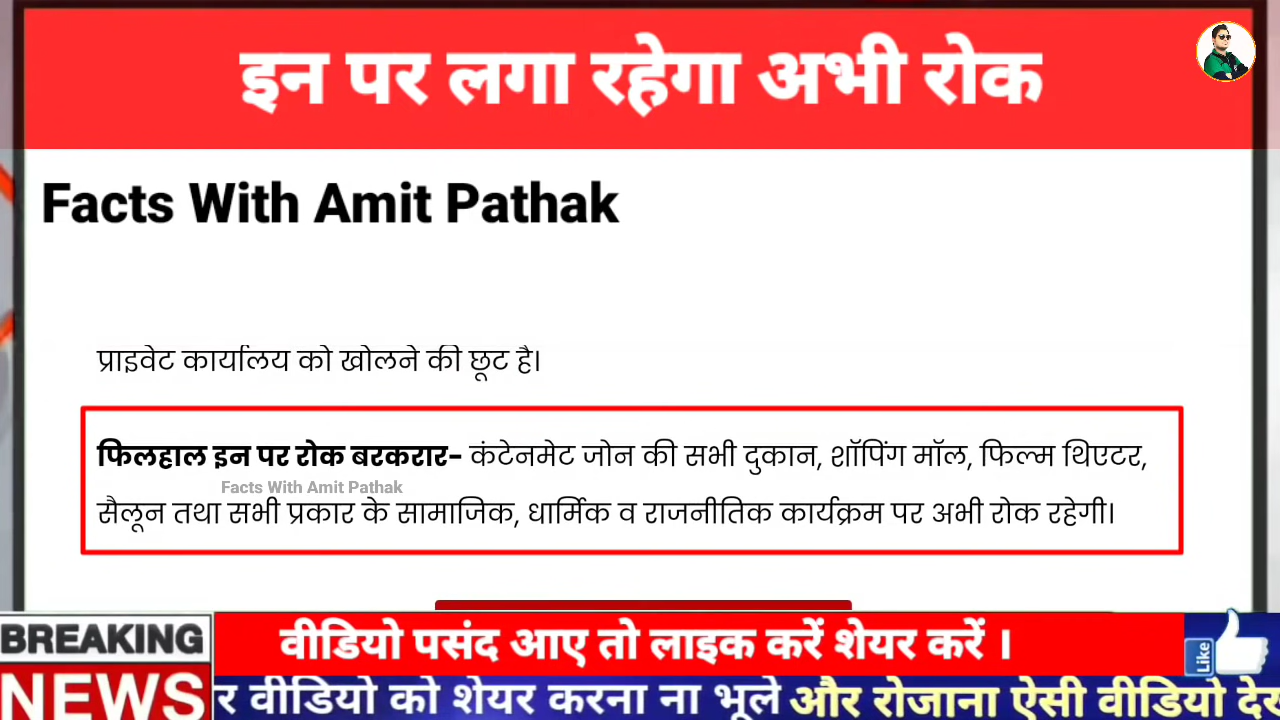 इन पर लगा रहेगा अभी रोक
Facts With Amit Pathak
प्राइवेट कार्यालय को खोलने की छूट है।
फिलहाल इन पर रोक बरकरार- कंटेनमेट जोन की सभी दुकान, शॉपिंग मॉल, फिल्म थिएटर,
Facts With Amit Pathak
सैलून तथा सभी प्रकार के सामाजिक, धार्मिक व राजनीतिक कार्यक्रम पर अभी रोक रहेगी।
BREAKING
NEWS
वीडियो पसंद आए तो लाइक करें शेयर करें ।
Like
र वीडियो को शेयर करना ना भूले और रोजाना ऐसी वीडियो